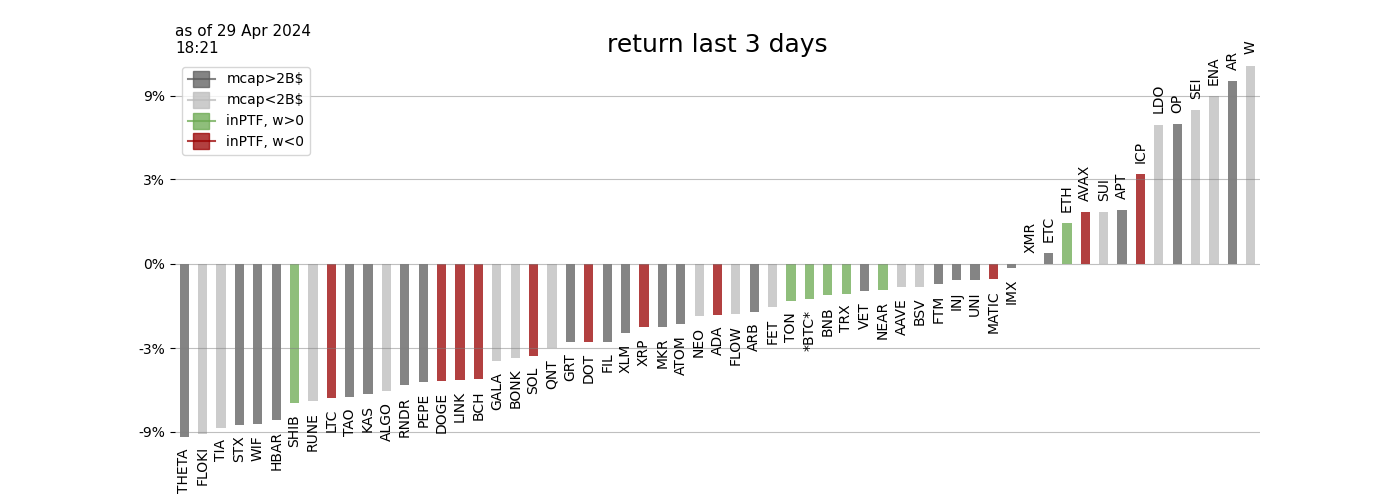 as of 29 Apr 2024
18:21
return last 3 days
mcap>2B$
mcap<2B$
inPTF, w>0
inPTF, w<0
9%
3%
0%
-3%
-9%
THETA
FLOKI
TIA
STX
WIF
HBAR
SHIB
RUNE
LTC
TAO
KAS
ALGO
RNDR
PEPE
DOGE
LINK
BCH
GALA
BONK
SOL
QNT
GRT
DOT
FIL
XLM
XRP
MKR
ATOM
NEO
ADA
FLOW
ARB
FET
TON
*BTC*
BNB
TRX
VET
NEAR
AAVE
BSV
FTM
INJ
UNI
MATIC
IMX
XMR
ETC
ETH
AVAX
SUI
APT
ICP
LDO
OP
SEI
ENA
AR
W